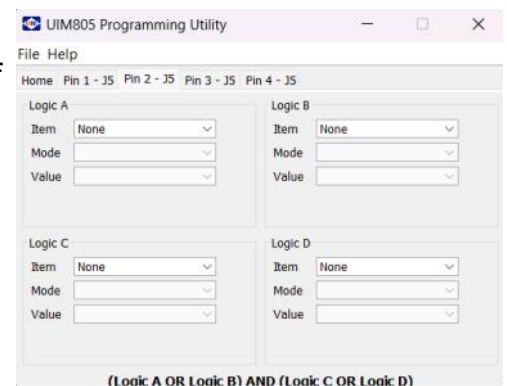 UIM805 Programming Utility
File Help
Home Pin 1 - J5 Pin 2 - J5 Pin 3 - J5 Pin 4 - J5
Logic A
Item None
Mode
Value
Logic B
Item None
Mode
Value
Logic C
Item None
Mode
Value
Logic D
Item None
Mode
Value
(Logic A OR Logic B) AND (Logic C OR Logic D)